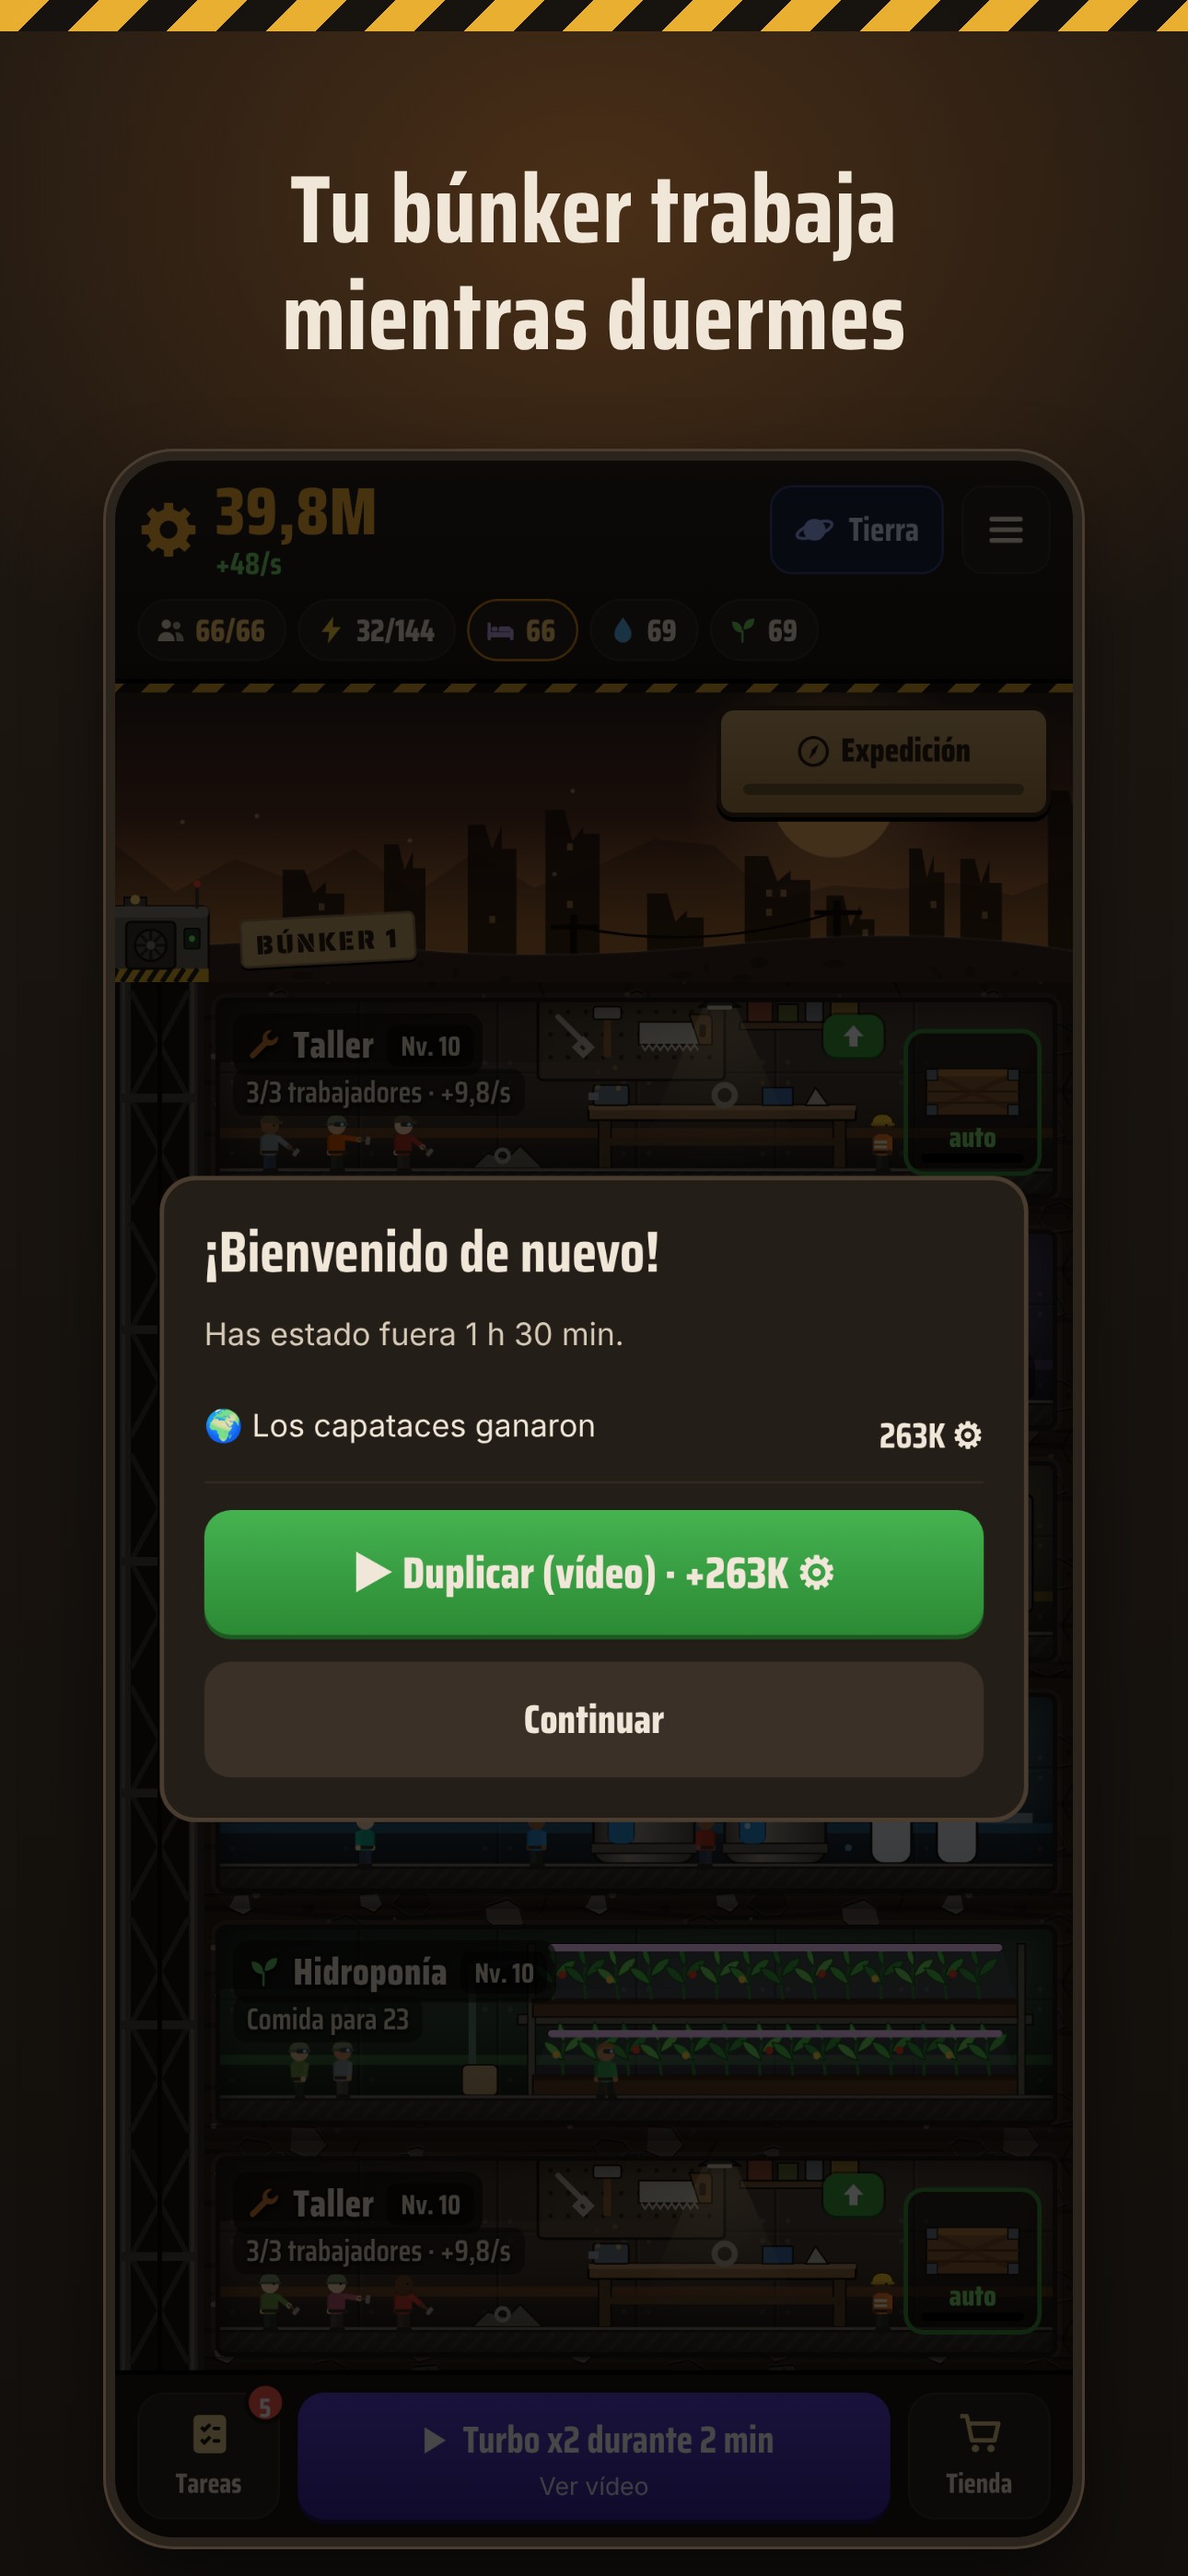 Tu búnker trabaja
mientras duermes
39,8M
+48/s
Tierra
66/66
32/144
66
69
69
Expedición
BÚNKER 1
Taller Nv. 10
3/3 trabajadores · +9,8/s
auto
¡Bienvenido de nuevo!
Has estado fuera 1 h 30 min.
Los capataces ganaron
263K
Duplicar (vídeo) · +263K
Continuar
Hidroponía Nv. 10
Comida para 23
Taller Nv. 10
3/3 trabajadores · +9,8/s
auto
5
Tareas
Turbo x2 durante 2 min
Ver vídeo
Tienda